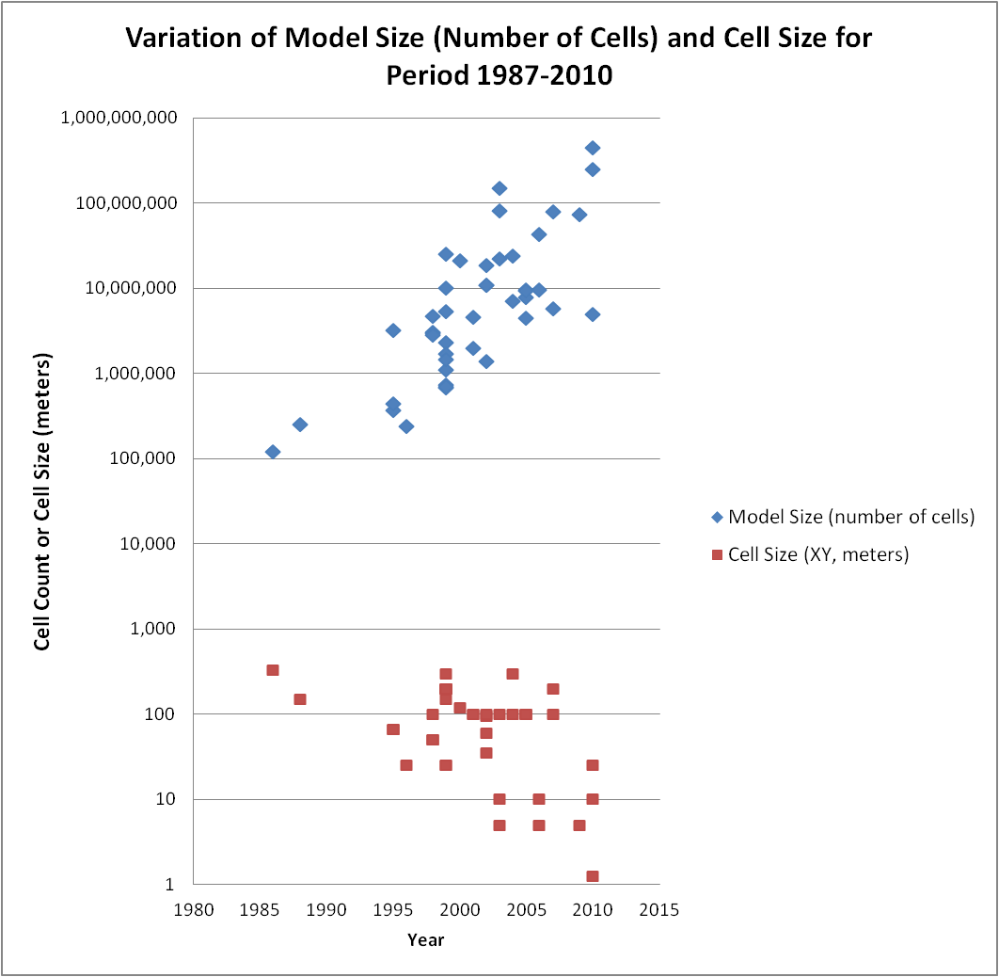 Variation of Model Size (Number of Cells) and Cell Size for
Period 1987-2010
1,000,000,000
100,000,000
10,000,000
1,000,000
100,000
10,000
1,000
100
10
1
Cell Count or Cell Size (meters)
1980 1985 1990 1995 2000 2005 2010 2015
Year
Model Size (number of cells)
Cell Size (XY, meters)